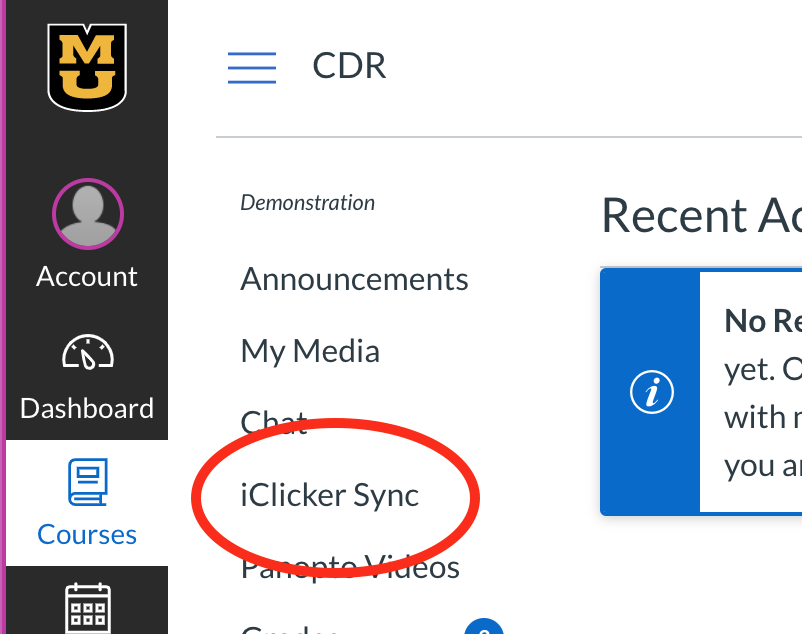 MU
CDR
Demonstration
Recent Ac
Account
Announcements
No Re
My Media
yet. O
Dashboard
Chat
with
you
iClicker Sync
Courses
Panopto Videos
Grades